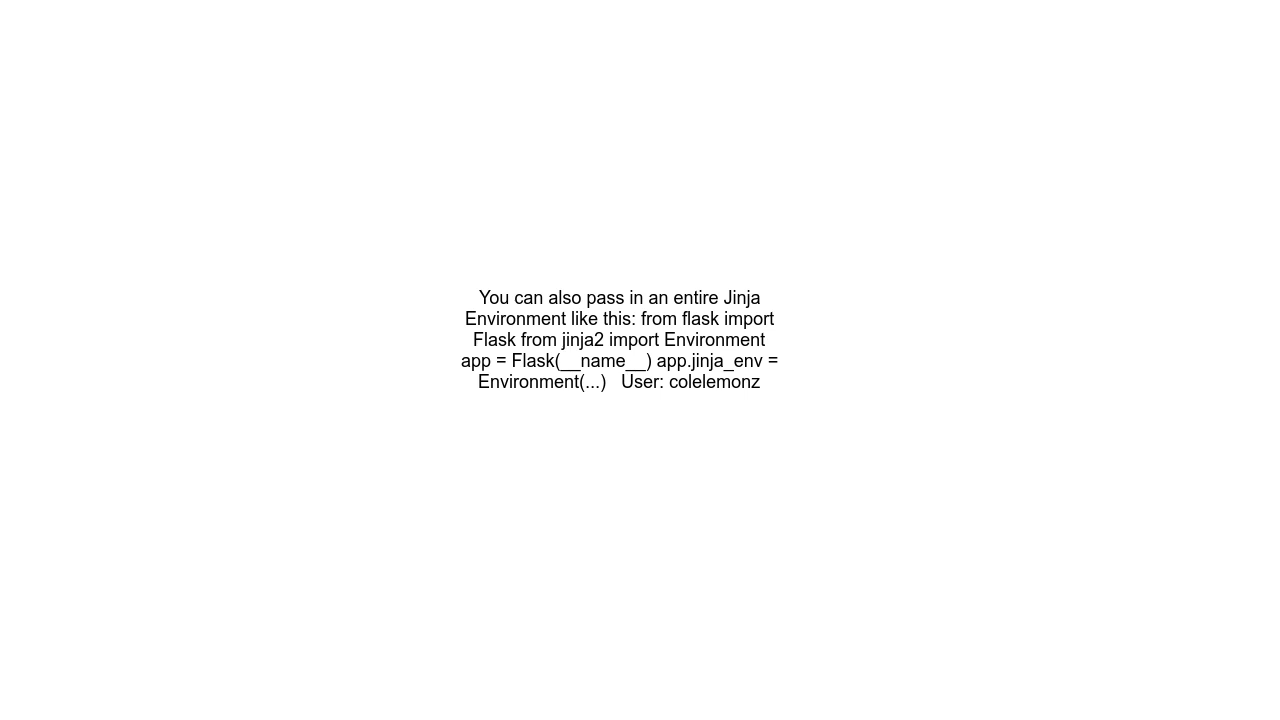 You can also pass in an entire Jinja
Environment like this: from flask import
Flask from jinja2 import Environment
app = Flask(__name__) app.jinja_env =
Environment(...)   User: colelemonz